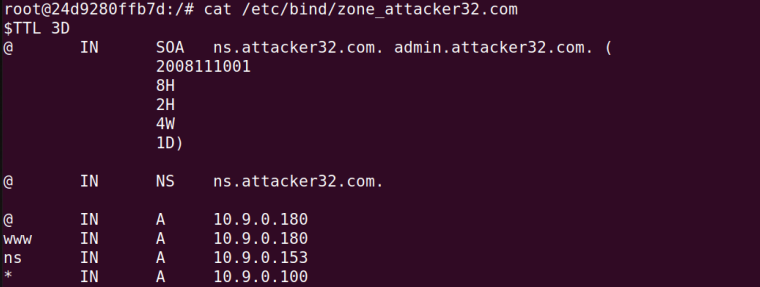 root@24d9280ffb7d:/# cat /etc/bind/zone_attacker32.com
$TTL 3D
@       IN      SOA   ns.attacker32.com. admin.attacker32.com. (
                2008111001
                8H
                2H
                4W
                1D)

@       IN      NS    ns.attacker32.com.

@       IN      A     10.9.0.180
www     IN      A     10.9.0.180
ns      IN      A     10.9.0.153
*       IN      A     10.9.0.100